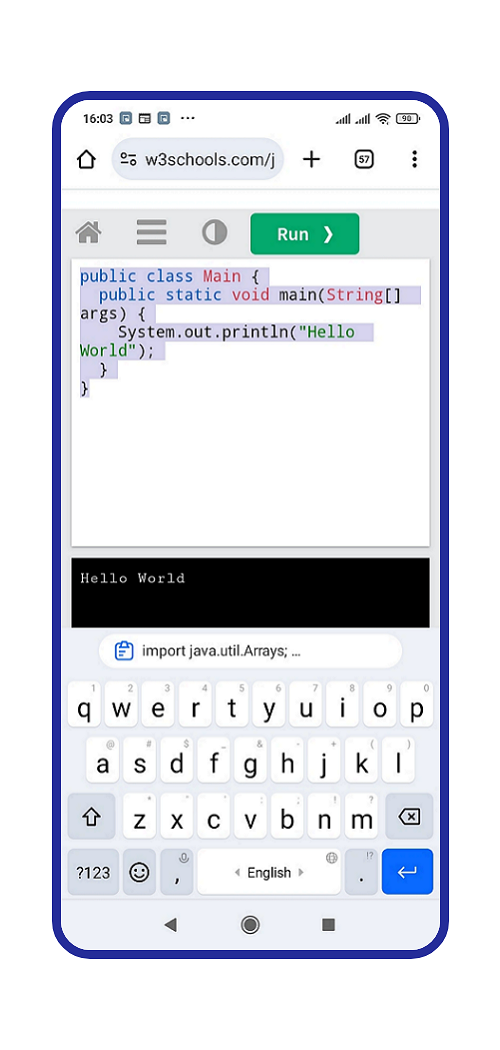 16:03
90
w3schools.com/j
57
Run ❯
public class Main {
public static void main(String[]
args) {
System.out.println("Hello
World");
}
}
Hello World
import java.util.Arrays; ...
1 2 3 4 5 6 7 8 9 0
q w e r t y u i o p
@ # $ _ & - + ( )
a s d f g h j k l
* " ' : ; ! ?
z x c v b n m
!?
?123 , English .